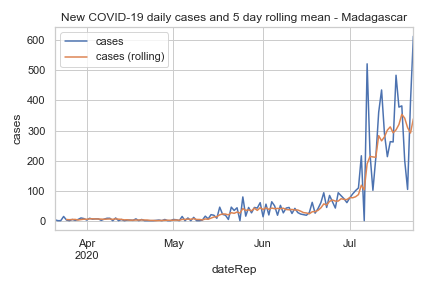 New COVID-19 daily cases and 5 day rolling mean - Madagascar
cases
cases (rolling)
600
500
400
300
200
100
0
cases
Apr
2020
May
Jun
Jul
dateRep